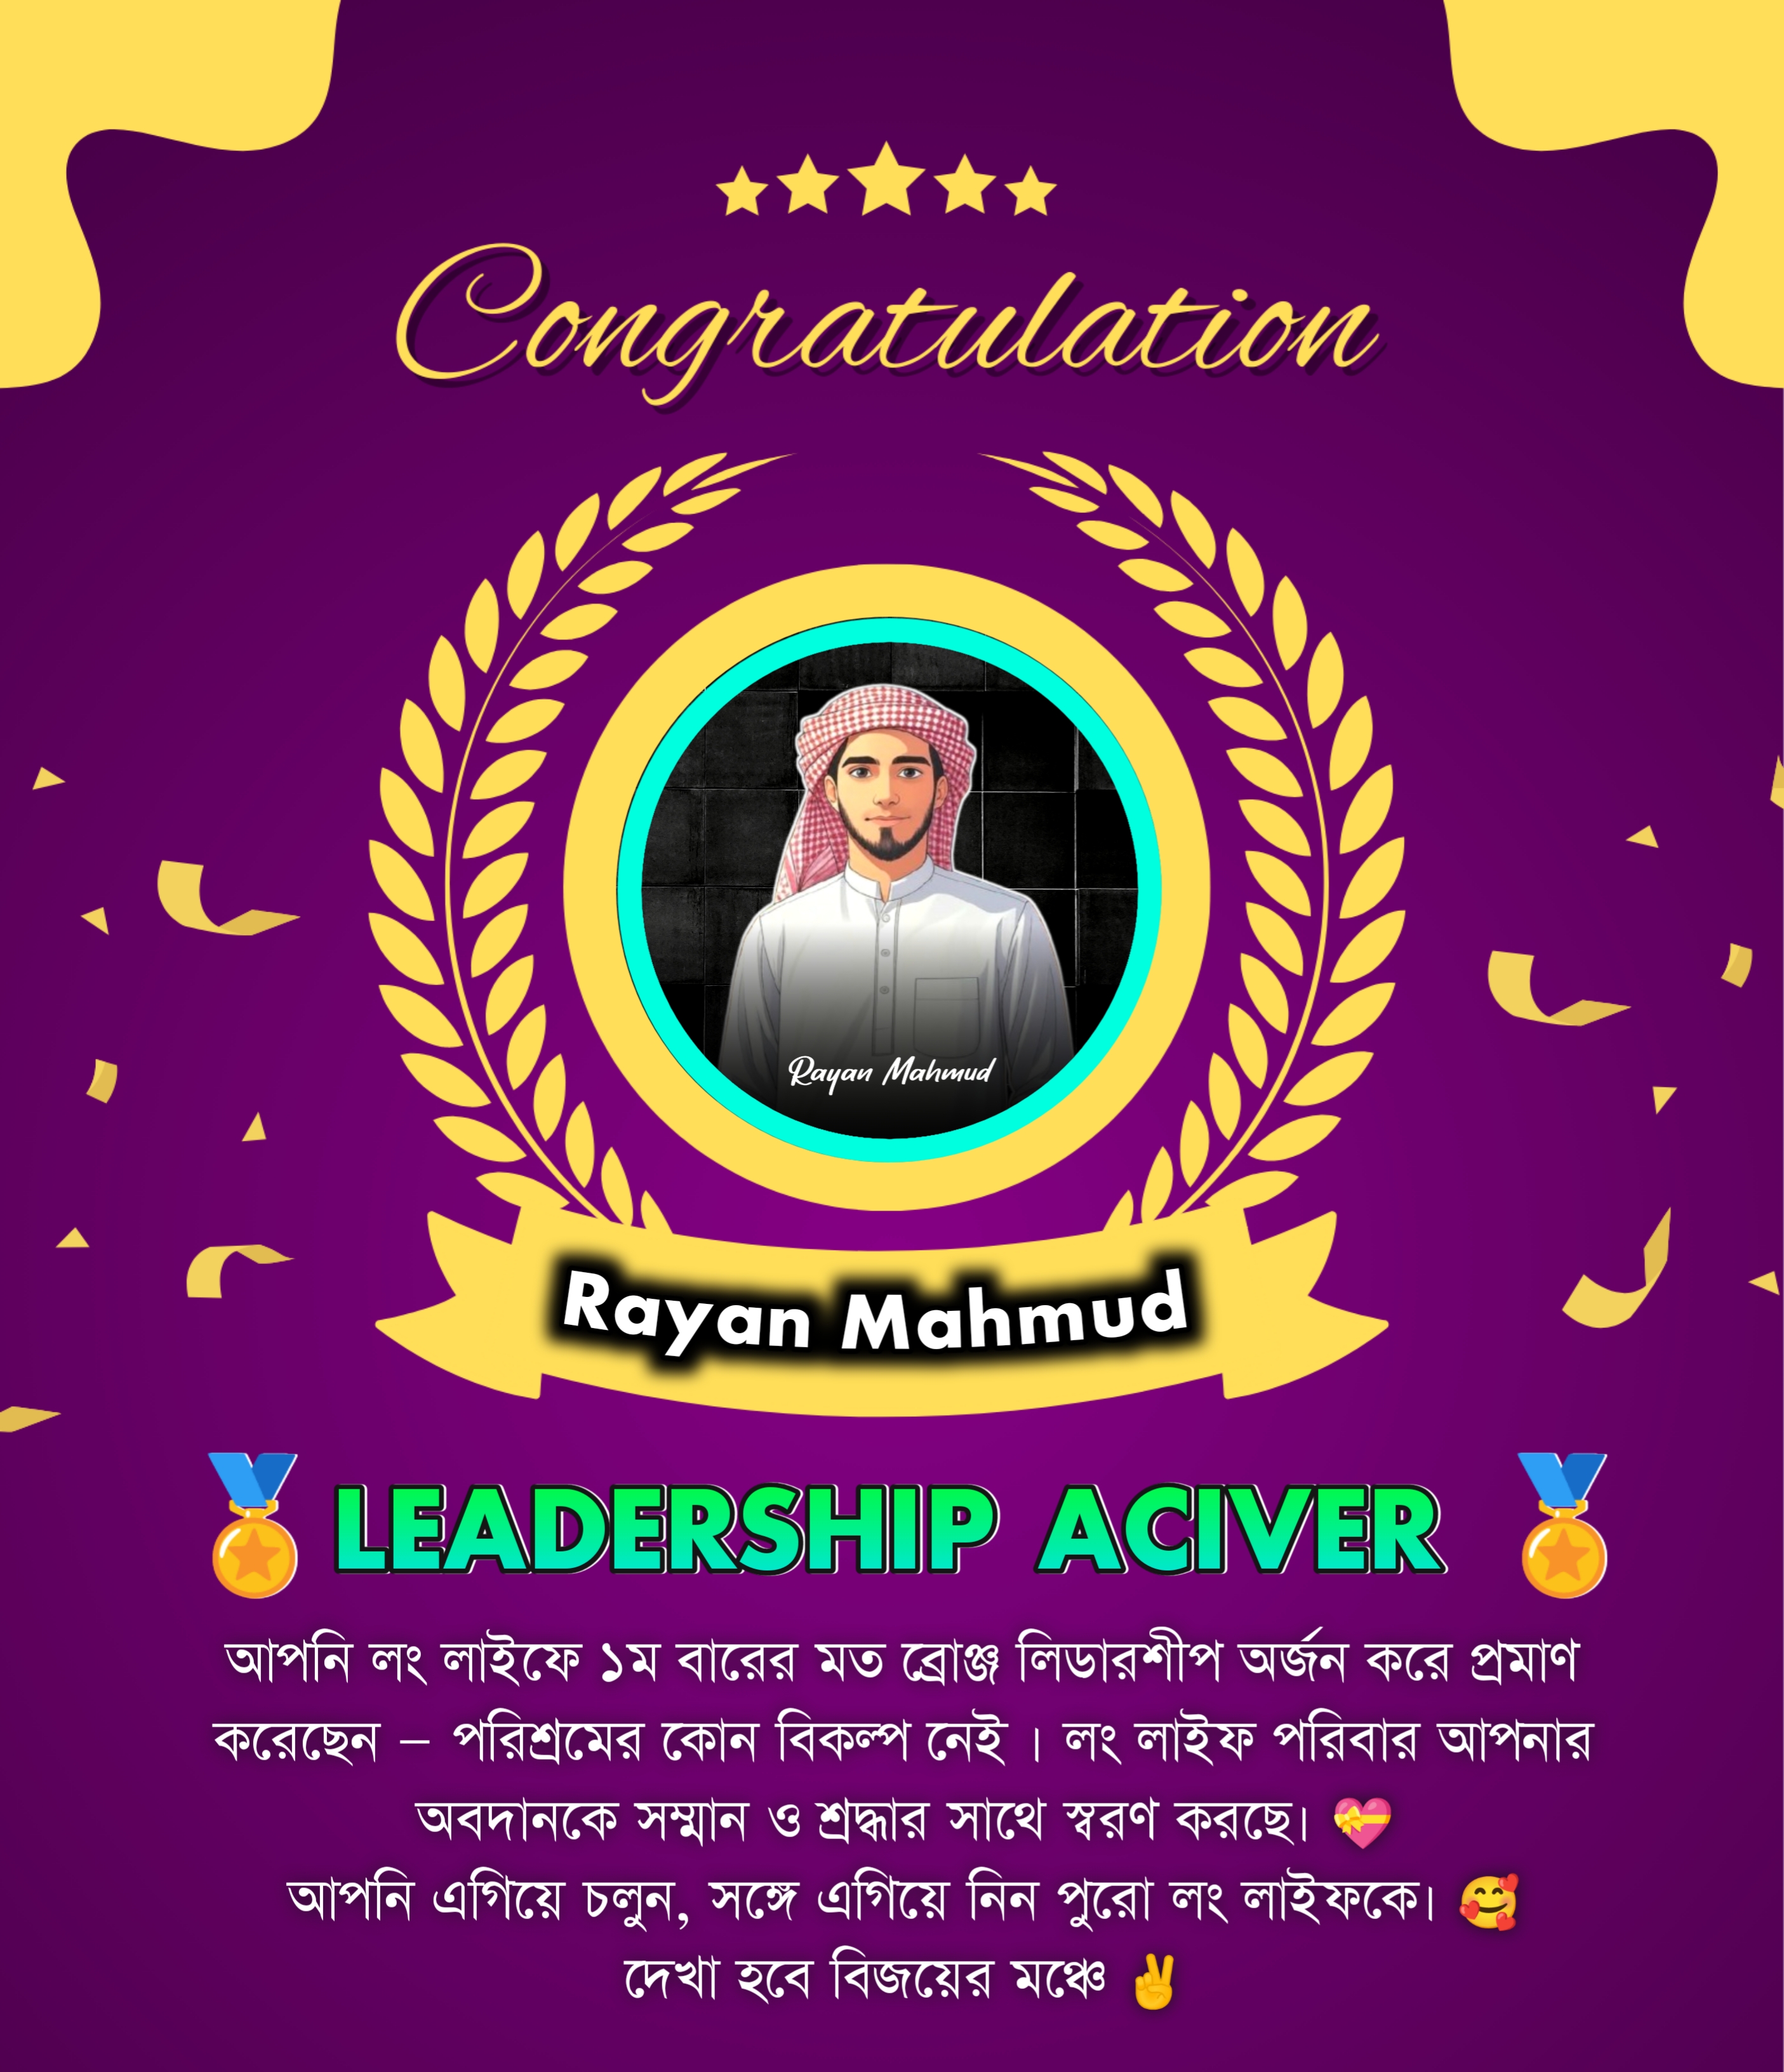 Congratulation
Rayan Mahmud
Rayan Mahmud
LEADERSHIP ACIVER
আপনি লং লাইফে ১ম বারের মত ব্রোঞ্জ লিডারশীপ অর্জন করে প্রমাণ
করেছেন – পরিশ্রমের কোন বিকল্প নেই । লং লাইফ পরিবার আপনার
অবদানকে সম্মান ও শ্রদ্ধার সাথে স্বরণ করছে। 💝
আপনি এগিয়ে চলুন, সঙ্গে এগিয়ে নিন পুরো লং লাইফকে। 🥰
দেখা হবে বিজয়ের মঞ্চে ✌️